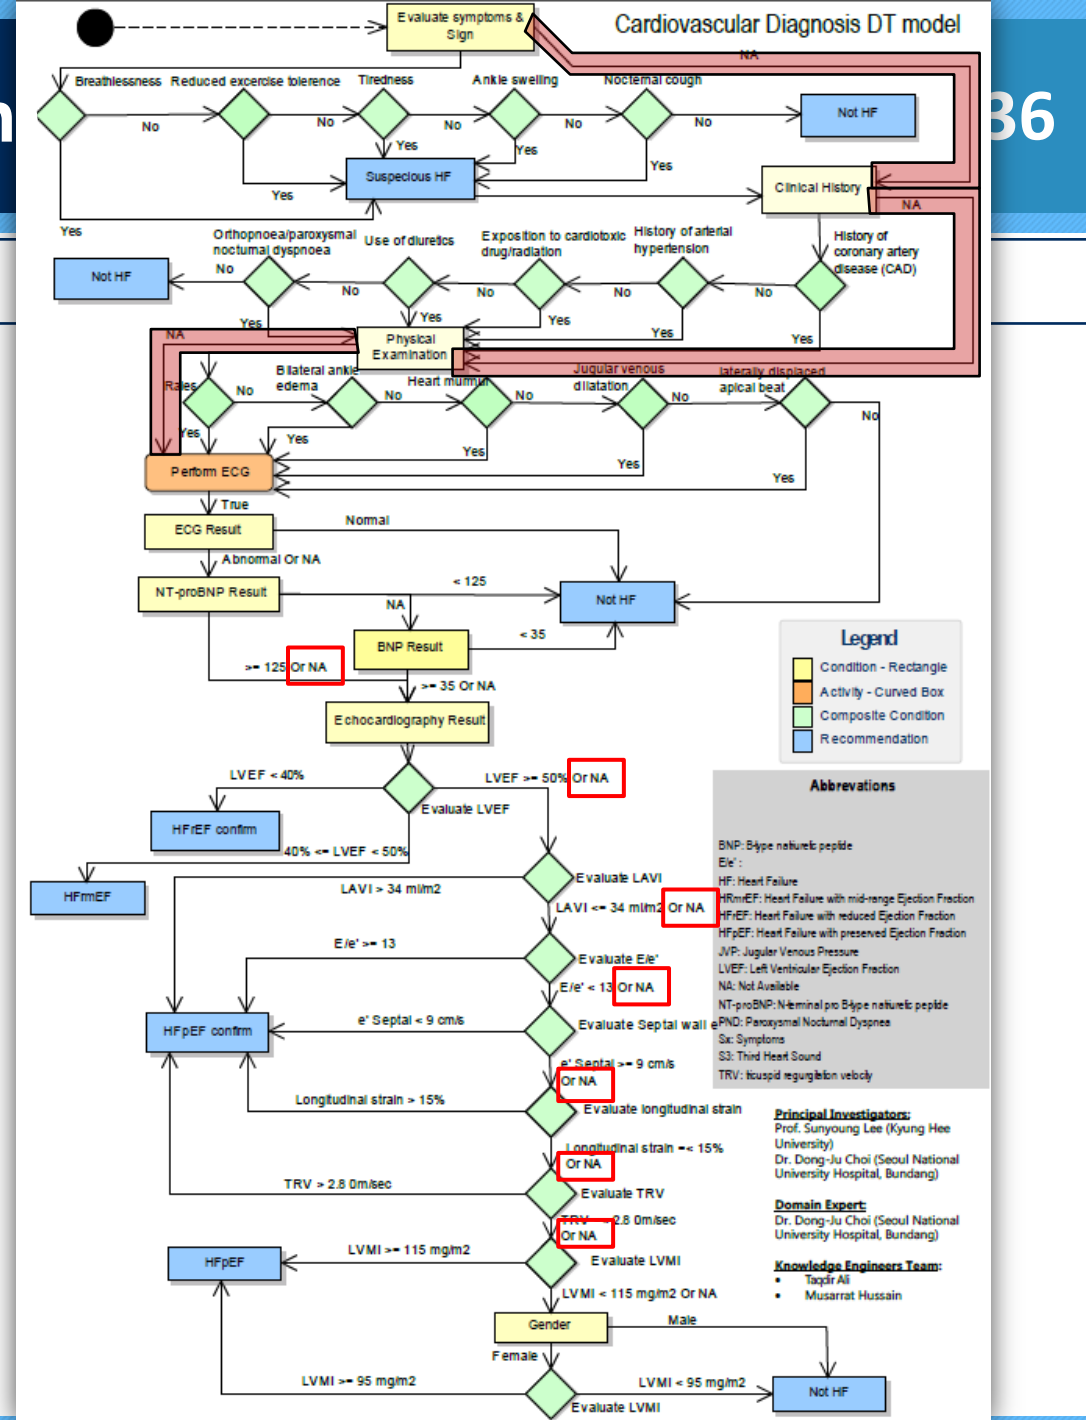 Evaluate symptoms &
Sign
Cardiovascular Diagnosis DT model
NA
36
Breathlessness
Reduced excercise tolerence
Tiredness
Ankle swelling
Nocternal cough
No
No
No
No
No
Not HF
Yes
Yes
Yes
Yes
Yes
Suspecious HF
Clinical History
NA
Orthopnoea/paroxysmal
nocturnal dyspnoea
Use of diuretics
Exposition to cardiotoxic
drug/radiation
History of arterial
hypertension
History of
coronary artery
disease (CAD)
Not HF
No
No
No
No
No
Yes
Yes
Yes
Yes
Yes
NA
Physical
Examination
Rales
Bilateral ankle
edema
Heart murmur
Jugular venous
dilatation
laterally displaced
apical beat
No
No
No
No
No
Yes
Yes
Yes
Yes
Yes
Perform ECG
True
ECG Result
Normal
Abnormal Or NA
NT-proBNP Result
< 125
Not HF
NA
BNP Result
< 35
>= 125 Or NA
>= 35 Or NA
Echocardiography Result
Legend
Condition - Rectangle
Activity - Curved Box
Composite Condition
Recommendation
LVEF < 40%
LVEF >= 50% Or NA
Evaluate LVEF
HFrEF confirm
40% <= LVEF < 50%
HFmEF
Abbrevations
BNP: B-type natiuretic peptide
E/e' :
HF: Heart Failure
HRmrEF: Heart Failure with mid-range Ejection Fraction
HFrEF: Heart Failure with reduced Ejection Fraction
HFpEF: Heart Failure with preserved Ejection Fraction
JVP: Jugular Venous Pressure
LVEF: Left Ventricular Ejection Fraction
NA: Not Available
NT-proBNP: N-terminal pro B-type natiuretic peptide
PND: Paroxysmal Nocturnal Dyspnea
Sx: Symptoms
S3: Third Heart Sound
TRV: tricuspid regurgitation velocity
Evaluate LAVI
LAVI > 34 ml/m2
LAVI <= 34 ml/m2 Or NA
E/e' >= 13
Evaluate E/e'
E/e' < 13 Or NA
HFpEF confirm
e' Septal < 9 cm/s
Evaluate Septal wall e
e' Septal >= 9 cm/s
Or NA
Longitudinal strain > 15%
Evaluate longitudinal strain
Longitudinal strain =< 15%
Or NA
TRV > 2.8 0m/sec
Evaluate TRV
2.8 0m/sec
Or NA
HFpEF
LVMI >= 115 mg/m2
Evaluate LVMI
LVMI < 115 mg/m2 Or NA
Gender
Male
Female
LVMI >= 95 mg/m2
LVMI < 95 mg/m2
Evaluate LVMI
Not HF
Principal Investigators:
Prof. Sunyoung Lee (Kyung Hee
University)
Dr. Dong-Ju Choi (Seoul National
University Hospital, Bundang)
Domain Expert:
Dr. Dong-Ju Choi (Seoul National
University Hospital, Bundang)
Knowledge Engineers Team:
• Taqdir Ali
• Musarrat Hussain